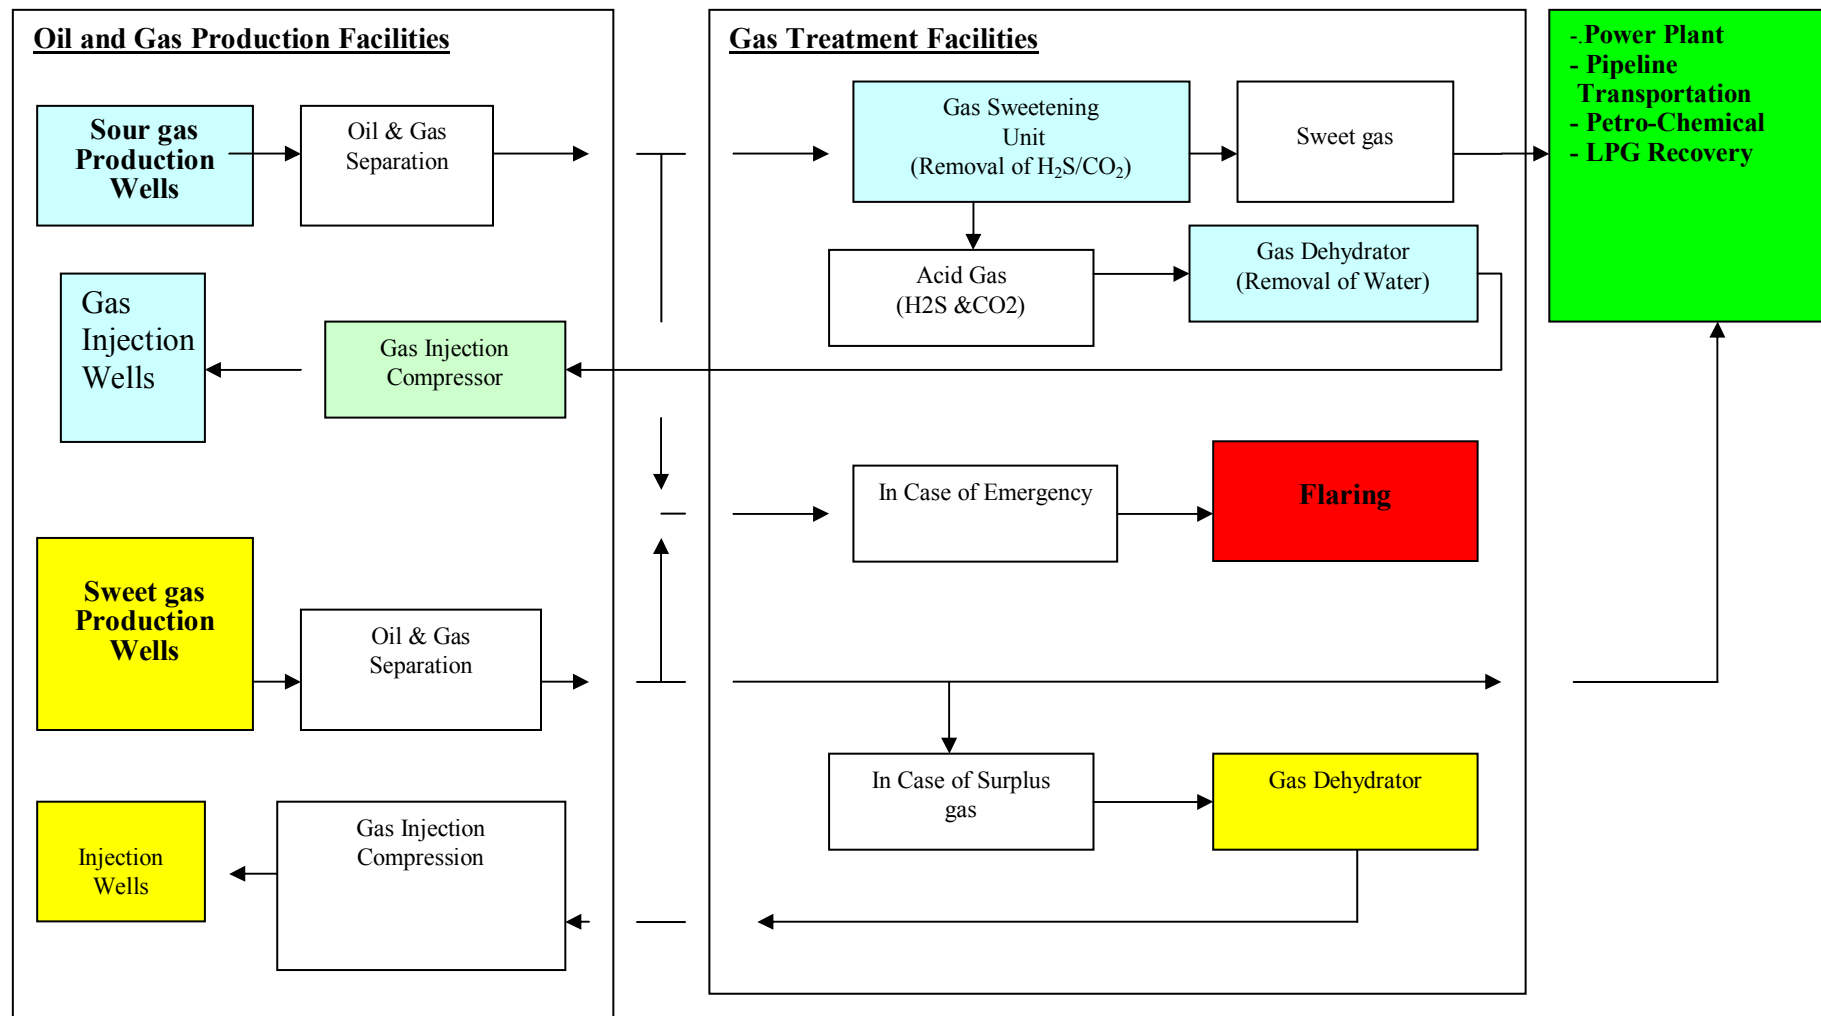 Oil and Gas Production Facilities
Sour gas
Production
Wells
Oil & Gas
Separation
Gas
Injection
Wells
Gas Injection
Compressor
Sweet gas
Production
Wells
Oil & Gas
Separation
Injection
Wells
Gas Injection
Compression
Gas Treatment Facilities
Gas Sweetening
Unit
(Removal of H₂S/CO₂)
Sweet gas
Acid Gas
(H2S &CO2)
Gas Dehydrator
(Removal of Water)
In Case of Emergency
Flaring
In Case of Surplus
gas
Gas Dehydrator
-.Power Plant
- Pipeline
Transportation
- Petro-Chemical
- LPG Recovery